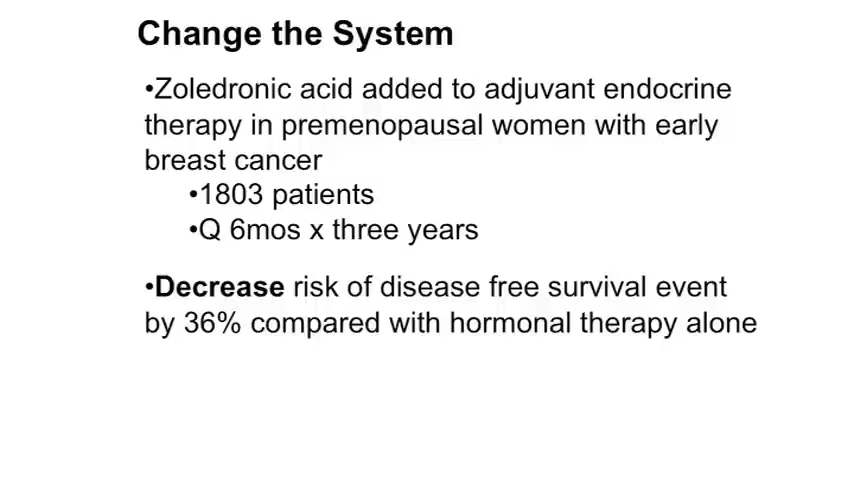 Change the System
•Zoledronic acid added to adjuvant endocrine
therapy in premenopausal women with early
breast cancer
•1803 patients
•Q 6mos x three years
•Decrease risk of disease free survival event
by 36% compared with hormonal therapy alone